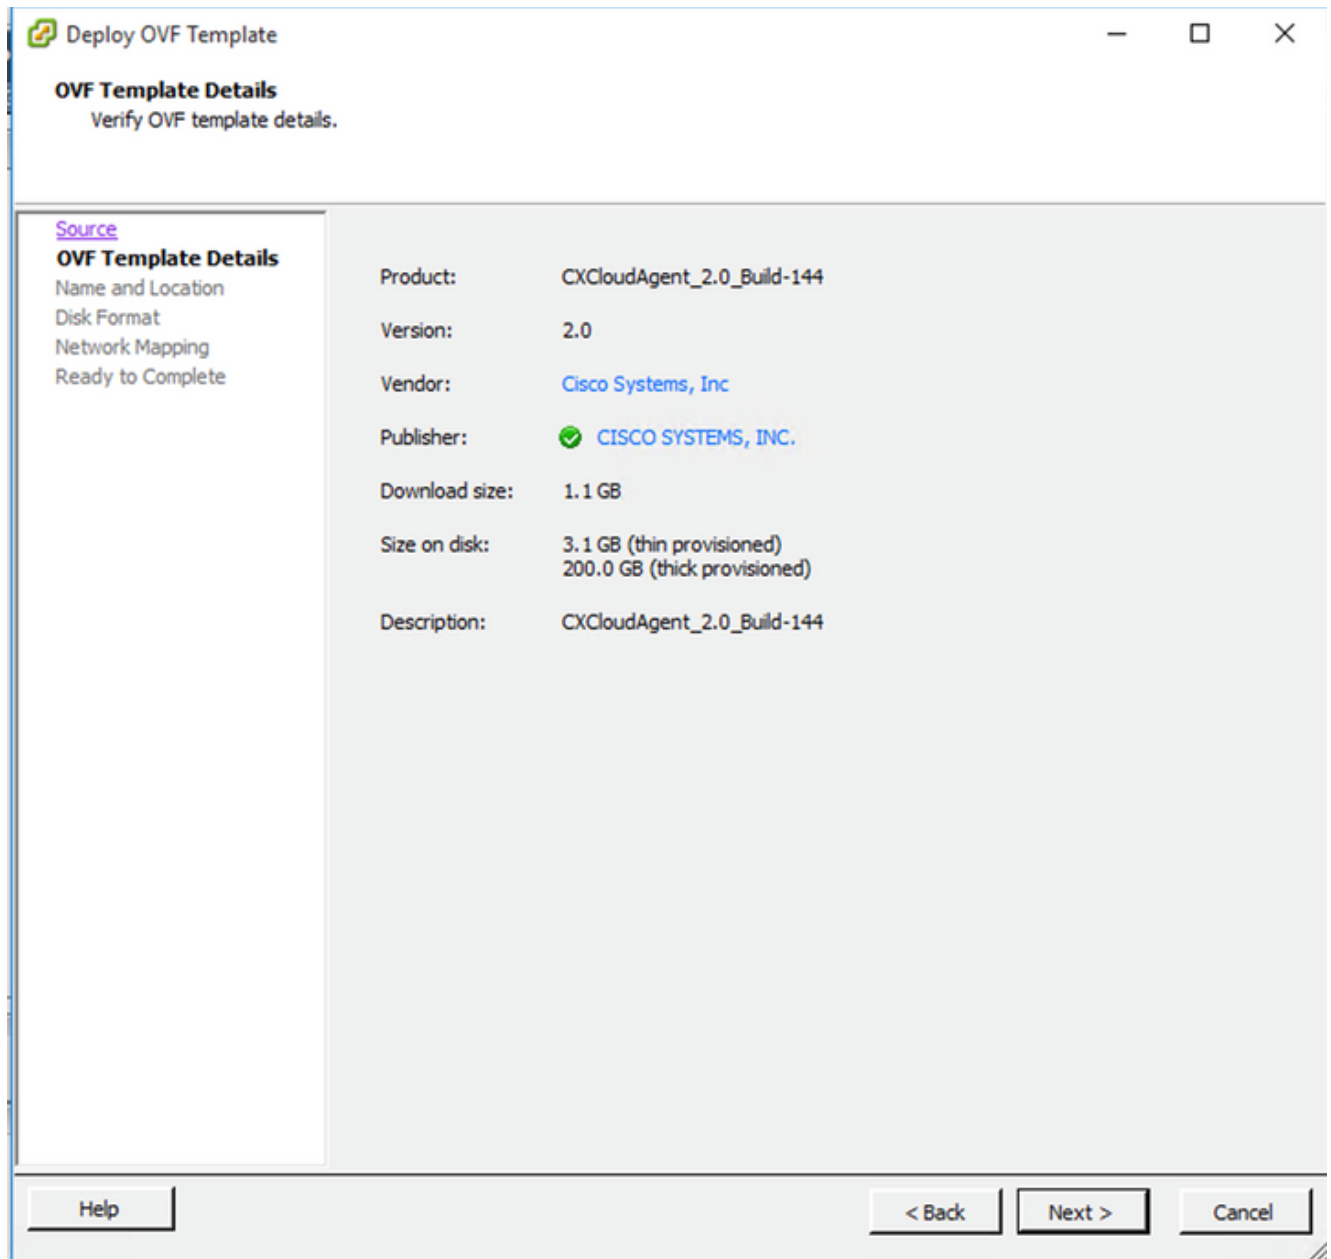 Deploy OVF Template
OVF Template Details
Verify OVF template details.
Source
OVF Template Details
Name and Location
Disk Format
Network Mapping
Ready to Complete
Product: CXCloudAgent_2.0_Build-144
Version: 2.0
Vendor: Cisco Systems, Inc
Publisher: CISCO SYSTEMS, INC.
Download size: 1.1 GB
Size on disk: 3.1 GB (thin provisioned)
200.0 GB (thick provisioned)
Description: CXCloudAgent_2.0_Build-144
Help
< Back
Next >
Cancel